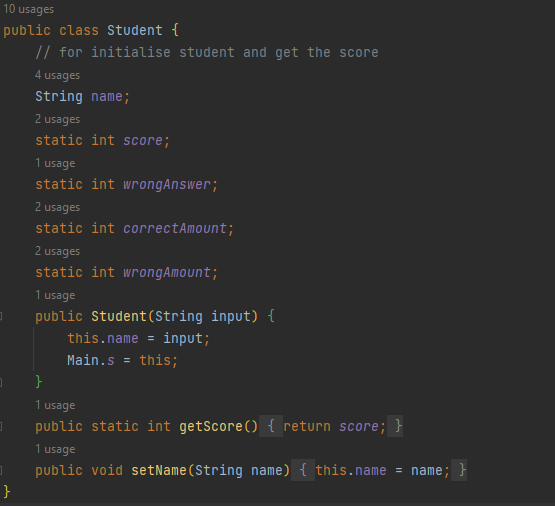 10 usages
public class Student {
// for initialise student and get the score
4 usages
String name;
2 usages
static int score;
1 usage
static int wrongAnswer;
2 usages
static int correctAmount;
2 usages
static int wrongAmount;
1 usage
public Student(String input) {
this.name = input;
Main.s = this;
}
1 usage
public static int getScore() { return score; }
1 usage
public void setName(String name) { this.name = name; }
}